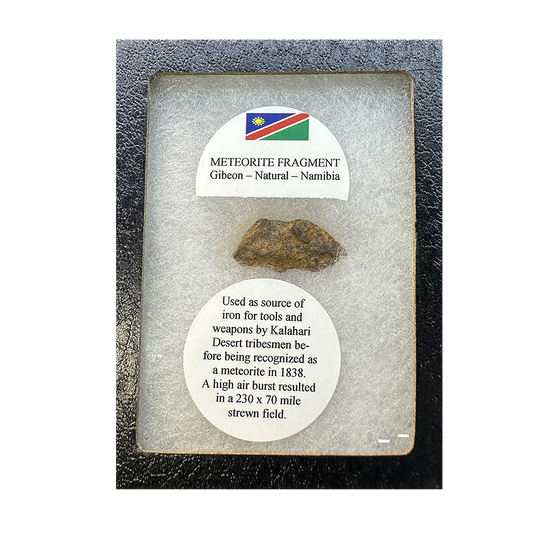 METEORITE FRAGMENT
Gibeon – Natural – Namibia
Used as source of
iron for tools and
weapons by Kalahari
Desert tribesmen be-
fore being recognized as
a meteorite in 1838.
A high air burst resulted
in a 230 x 70 mile
strewn field.